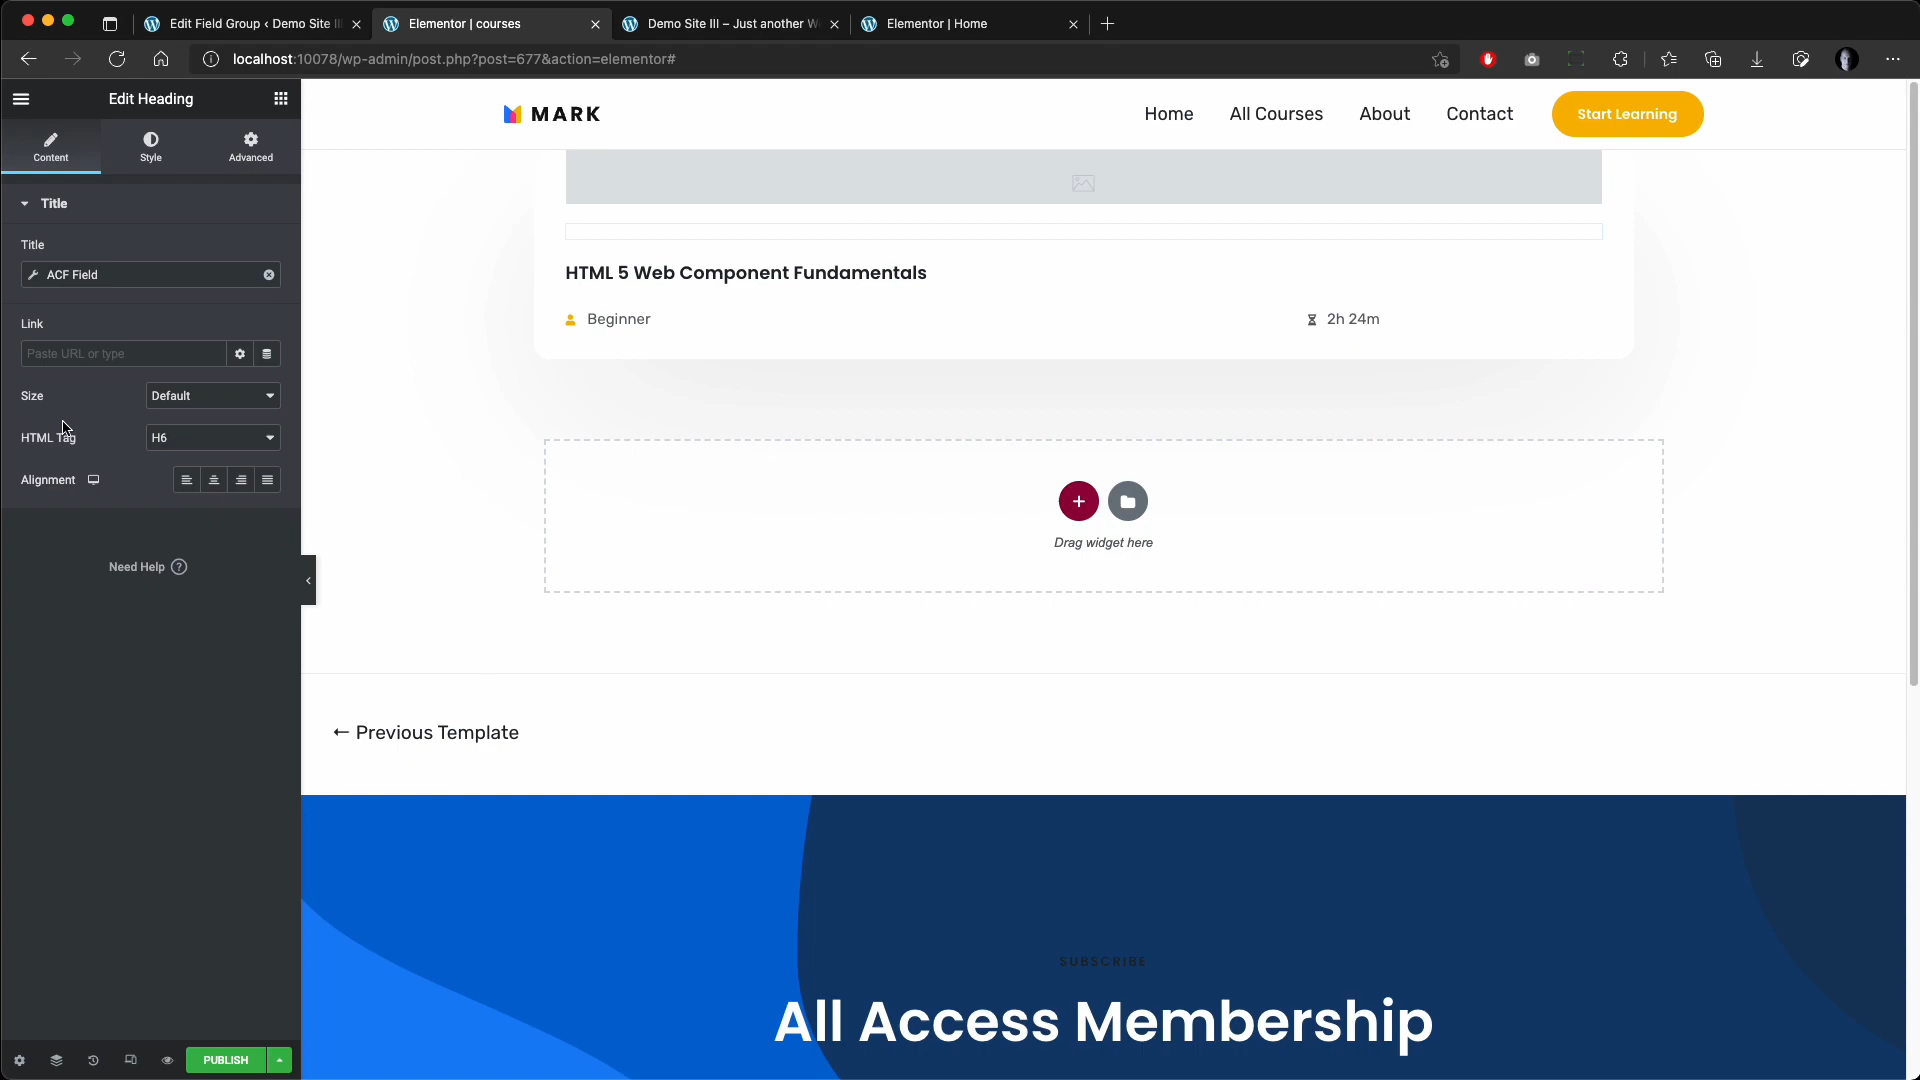 Edit Field Group ‹ Demo Site III
Elementor | courses
Demo Site III – Just another W
Elementor | Home
localhost:10078/wp-admin/post.php?post=677&action=elementor#
Edit Heading
Content
Style
Advanced
Title
Title
ACF Field
Link
Paste URL or type
Size
Default
HTML Tag
H6
Alignment
Need Help ?
PUBLISH
MARK
Home
All Courses
About
Contact
Start Learning
HTML 5 Web Component Fundamentals
Beginner
2h 24m
Drag widget here
← Previous Template
SUBSCRIBE
All Access Membership